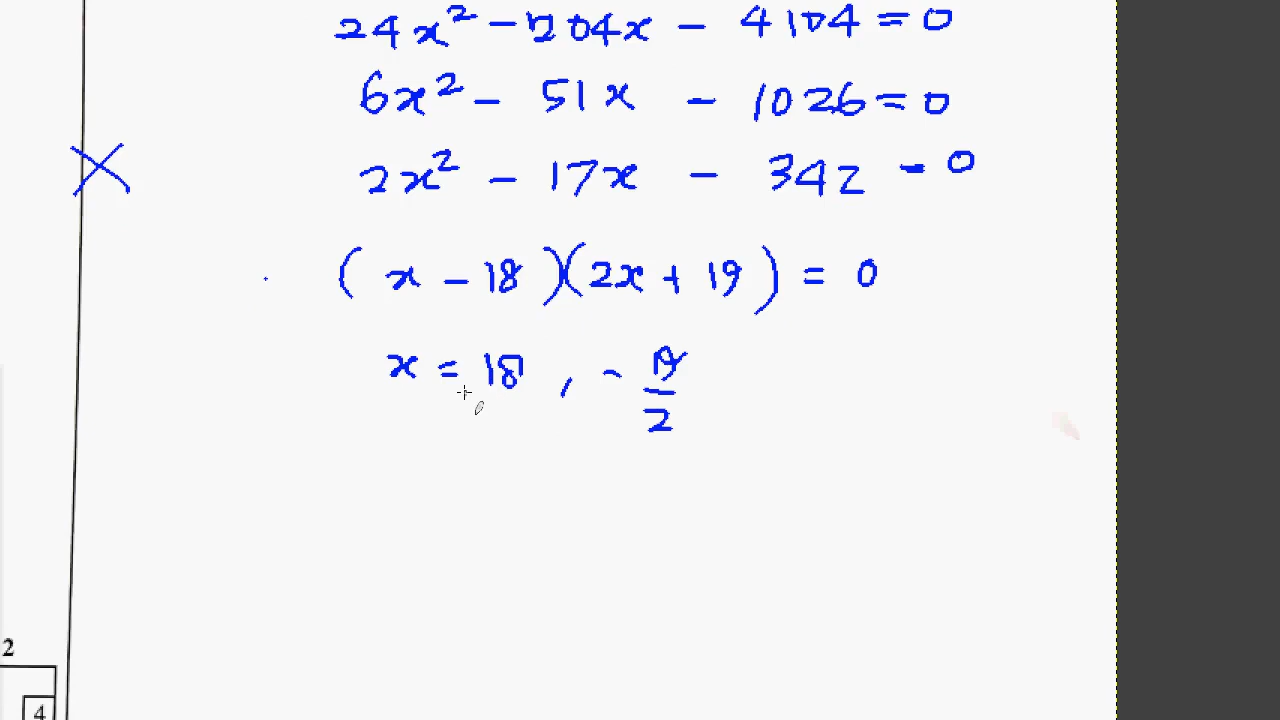 24x² - 204x - 4104 = 0
6x² - 51x - 1026 = 0
2x² - 17x - 342 = 0
(x - 18)(2x + 19) = 0
x = 18, -19/2
2
4